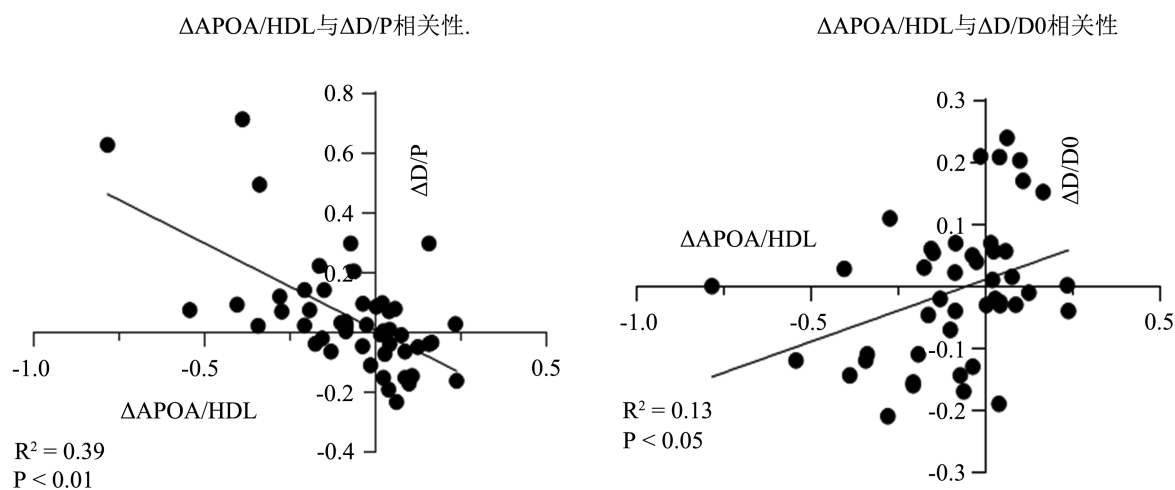 ΔAPOA/HDL与ΔD/P相关性.
0.8
0.6
0.4
0.2
-0.2
-0.4
-1.0
-0.5
0.5
ΔD/P
ΔAPOA/HDL
R² = 0.39
P < 0.01
ΔAPOA/HDL与ΔD/D0相关性
0.3
0.2
0.1
-0.1
-0.2
-0.3
-1.0
-0.5
0.5
ΔD/D0
ΔAPOA/HDL
R² = 0.13
P < 0.05